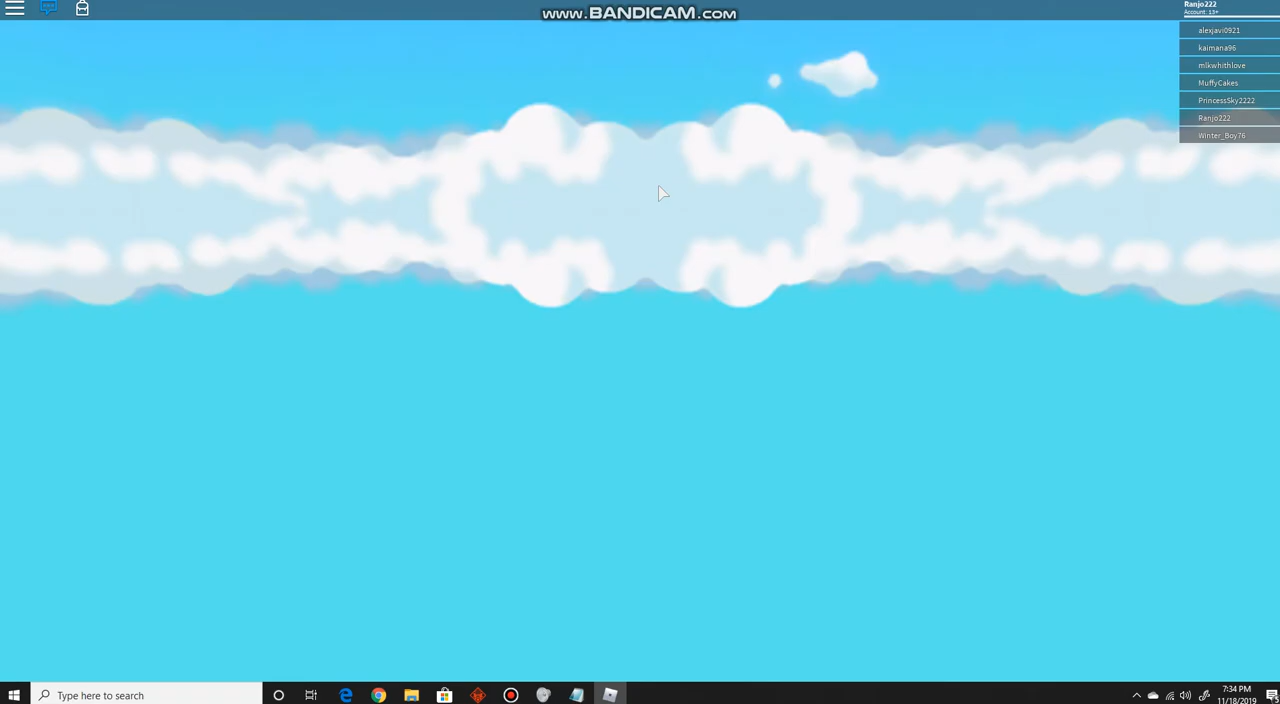 www.BANDICAM.com
Ranjo222
Account: 13+
alexjavi0921
kaimana96
mlkwhithlove
MuffyCakes
PrincessSky2222
Ranjo222
Winter_Boy76
Type here to search
7:34 PM
11/18/2019